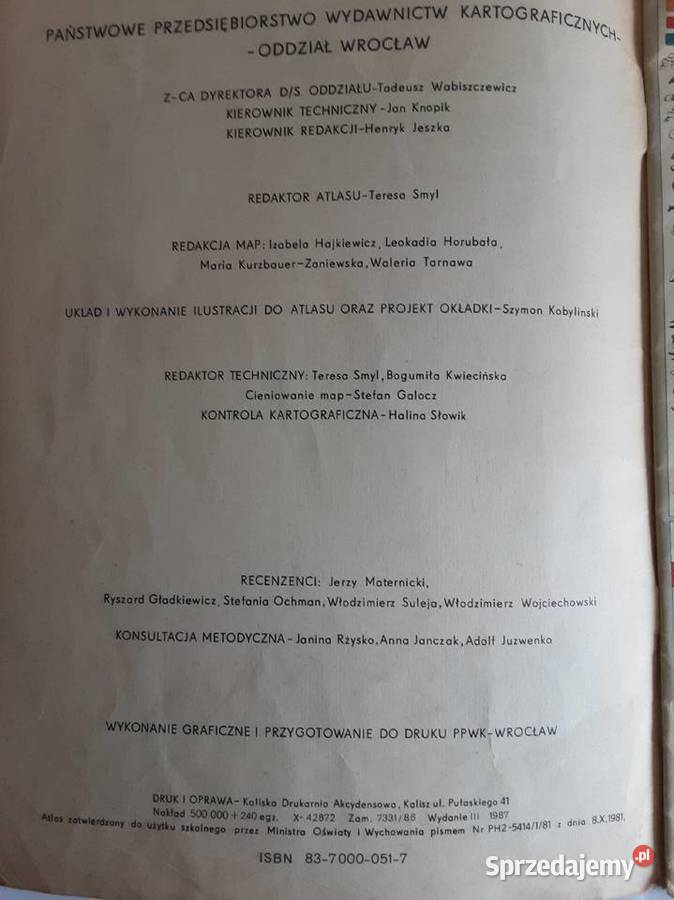 PAŃSTWOWE PRZEDSIĘBIORSTWO WYDAWNICTW KARTOGRAFICZNYCH-
-ODDZIAŁ WROCŁAW
Z-CA DYREKTORA D/S ODDZIAŁU-Tadeusz Wabiszczewicz
KIEROWNIK TECHNICZNY-Jan Knopik
KIEROWNIK REDAKCJI-Henryk Jeszka
REDAKTOR ATLASU-Teresa Smyl
REDAKCJA MAP: Izabela Hajkiewicz, Leokadia Horubała,
Maria Kurzbauer-Zaniewska, Waleria Tarnawa
UKŁAD I WYKONANIE ILUSTRACJI DO ATLASU ORAZ PROJEKT OKŁADKI-Szymon Kobyliński
REDAKTOR TECHNICZNY: Teresa Smyl, Bogumiła Kwiecińska
Cieniowanie map-Stefan Galocz
KONTROLA KARTOGRAFICZNA-Halina Słowik
RECENZENCI: Jerzy Maternicki,
Ryszard Gładkiewicz, Stefania Ochman, Włodzimierz Suleja, Włodzimierz Wojciechowski
KONSULTACJA METODYCZNA-Janina Rżysko, Anna Janczak, Adolf Juzwenko
WYKONANIE GRAFICZNE I PRZYGOTOWANIE DO DRUKU PPWK-WROCŁAW
DRUK I OPRAWA-Kaliska Drukarnia Akcydensowa, Kalisz ul. Pułaskiego 41
Nakład 500 000+240 egz. X-42872 Zam. 7331/86 Wydanie III 1987
Atlas zatwierdzony do użytku szkolnego przez Ministra Oświaty i Wychowania pismem Nr PH2-5414/1/81 z dnia 8.X.1981.
ISBN 83-7000-051-7
Sprzedajemy.pl